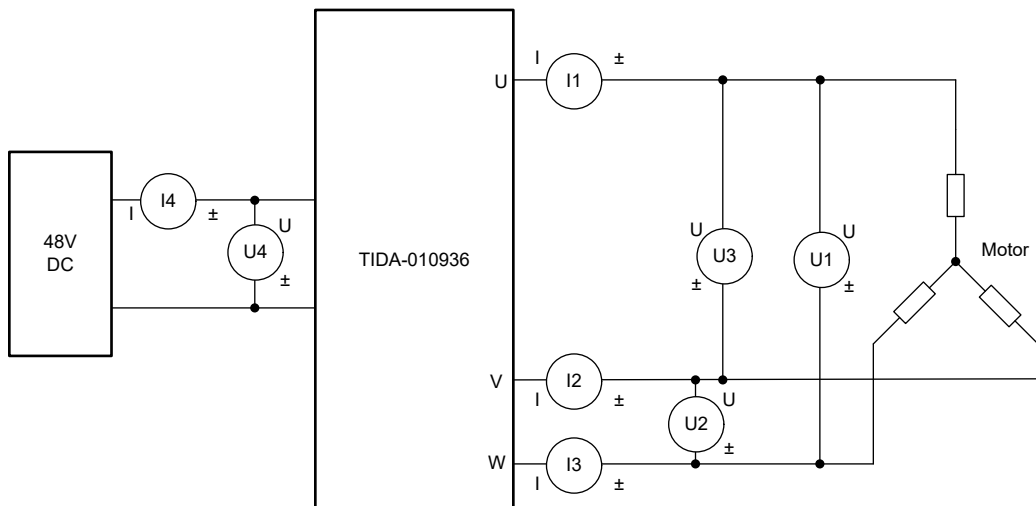 I
±
U
I1
I
I4
±
U
U
U
48V
DC
U4
TIDA-010936
U3
U1
Motor
±
±
±
V
I2
I
±
U
U2
±
W
I3
I
±